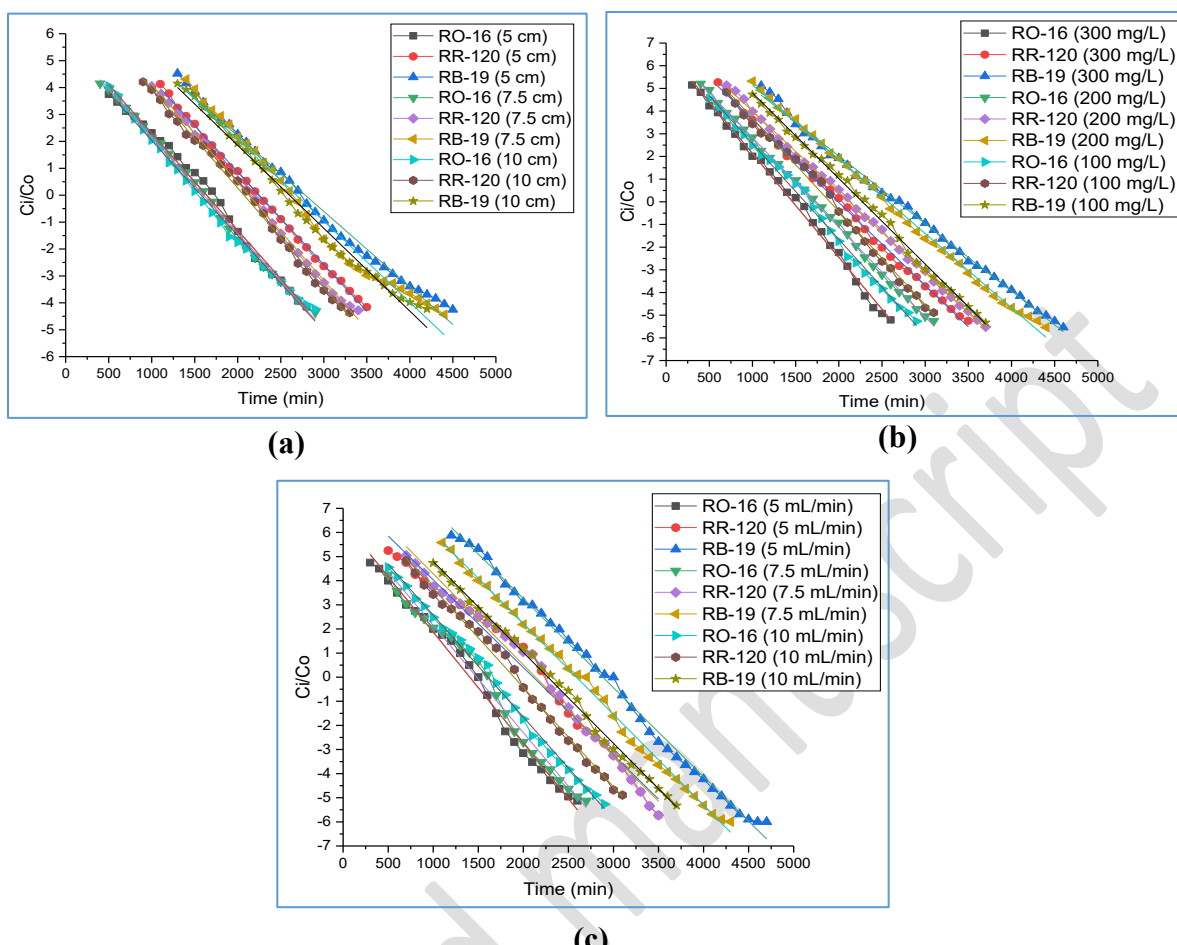 6
5
4
3
2
1
0
-1
-2
-3
-4
-5
-6
Ci/Co
0 500 1000 1500 2000 2500 3000 3500 4000 4500 5000
Time (min)
RO-16 (5 cm)
RR-120 (5 cm)
RB-19 (5 cm)
RO-16 (7.5 cm)
RR-120 (7.5 cm)
RB-19 (7.5 cm)
RO-16 (10 cm)
RR-120 (10 cm)
RB-19 (10 cm)
(a)
7
6
5
4
3
2
1
0
-1
-2
-3
-4
-5
-6
-7
Ci/Co
0 500 1000 1500 2000 2500 3000 3500 4000 4500 5000
Time (min)
RO-16 (300 mg/L)
RR-120 (300 mg/L)
RB-19 (300 mg/L)
RO-16 (200 mg/L)
RR-120 (200 mg/L)
RB-19 (200 mg/L)
RO-16 (100 mg/L)
RR-120 (100 mg/L)
RB-19 (100 mg/L)
(b)
7
6
5
4
3
2
1
0
-1
-2
-3
-4
-5
-6
-7
Ci/Co
0 500 1000 1500 2000 2500 3000 3500 4000 4500 5000
Time (min)
RO-16 (5 mL/min)
RR-120 (5 mL/min)
RB-19 (5 mL/min)
RO-16 (7.5 mL/min)
RR-120 (7.5 mL/min)
RB-19 (7.5 mL/min)
RO-16 (10 mL/min)
RR-120 (10 mL/min)
RB-19 (10 mL/min)
(c)
d manuscript